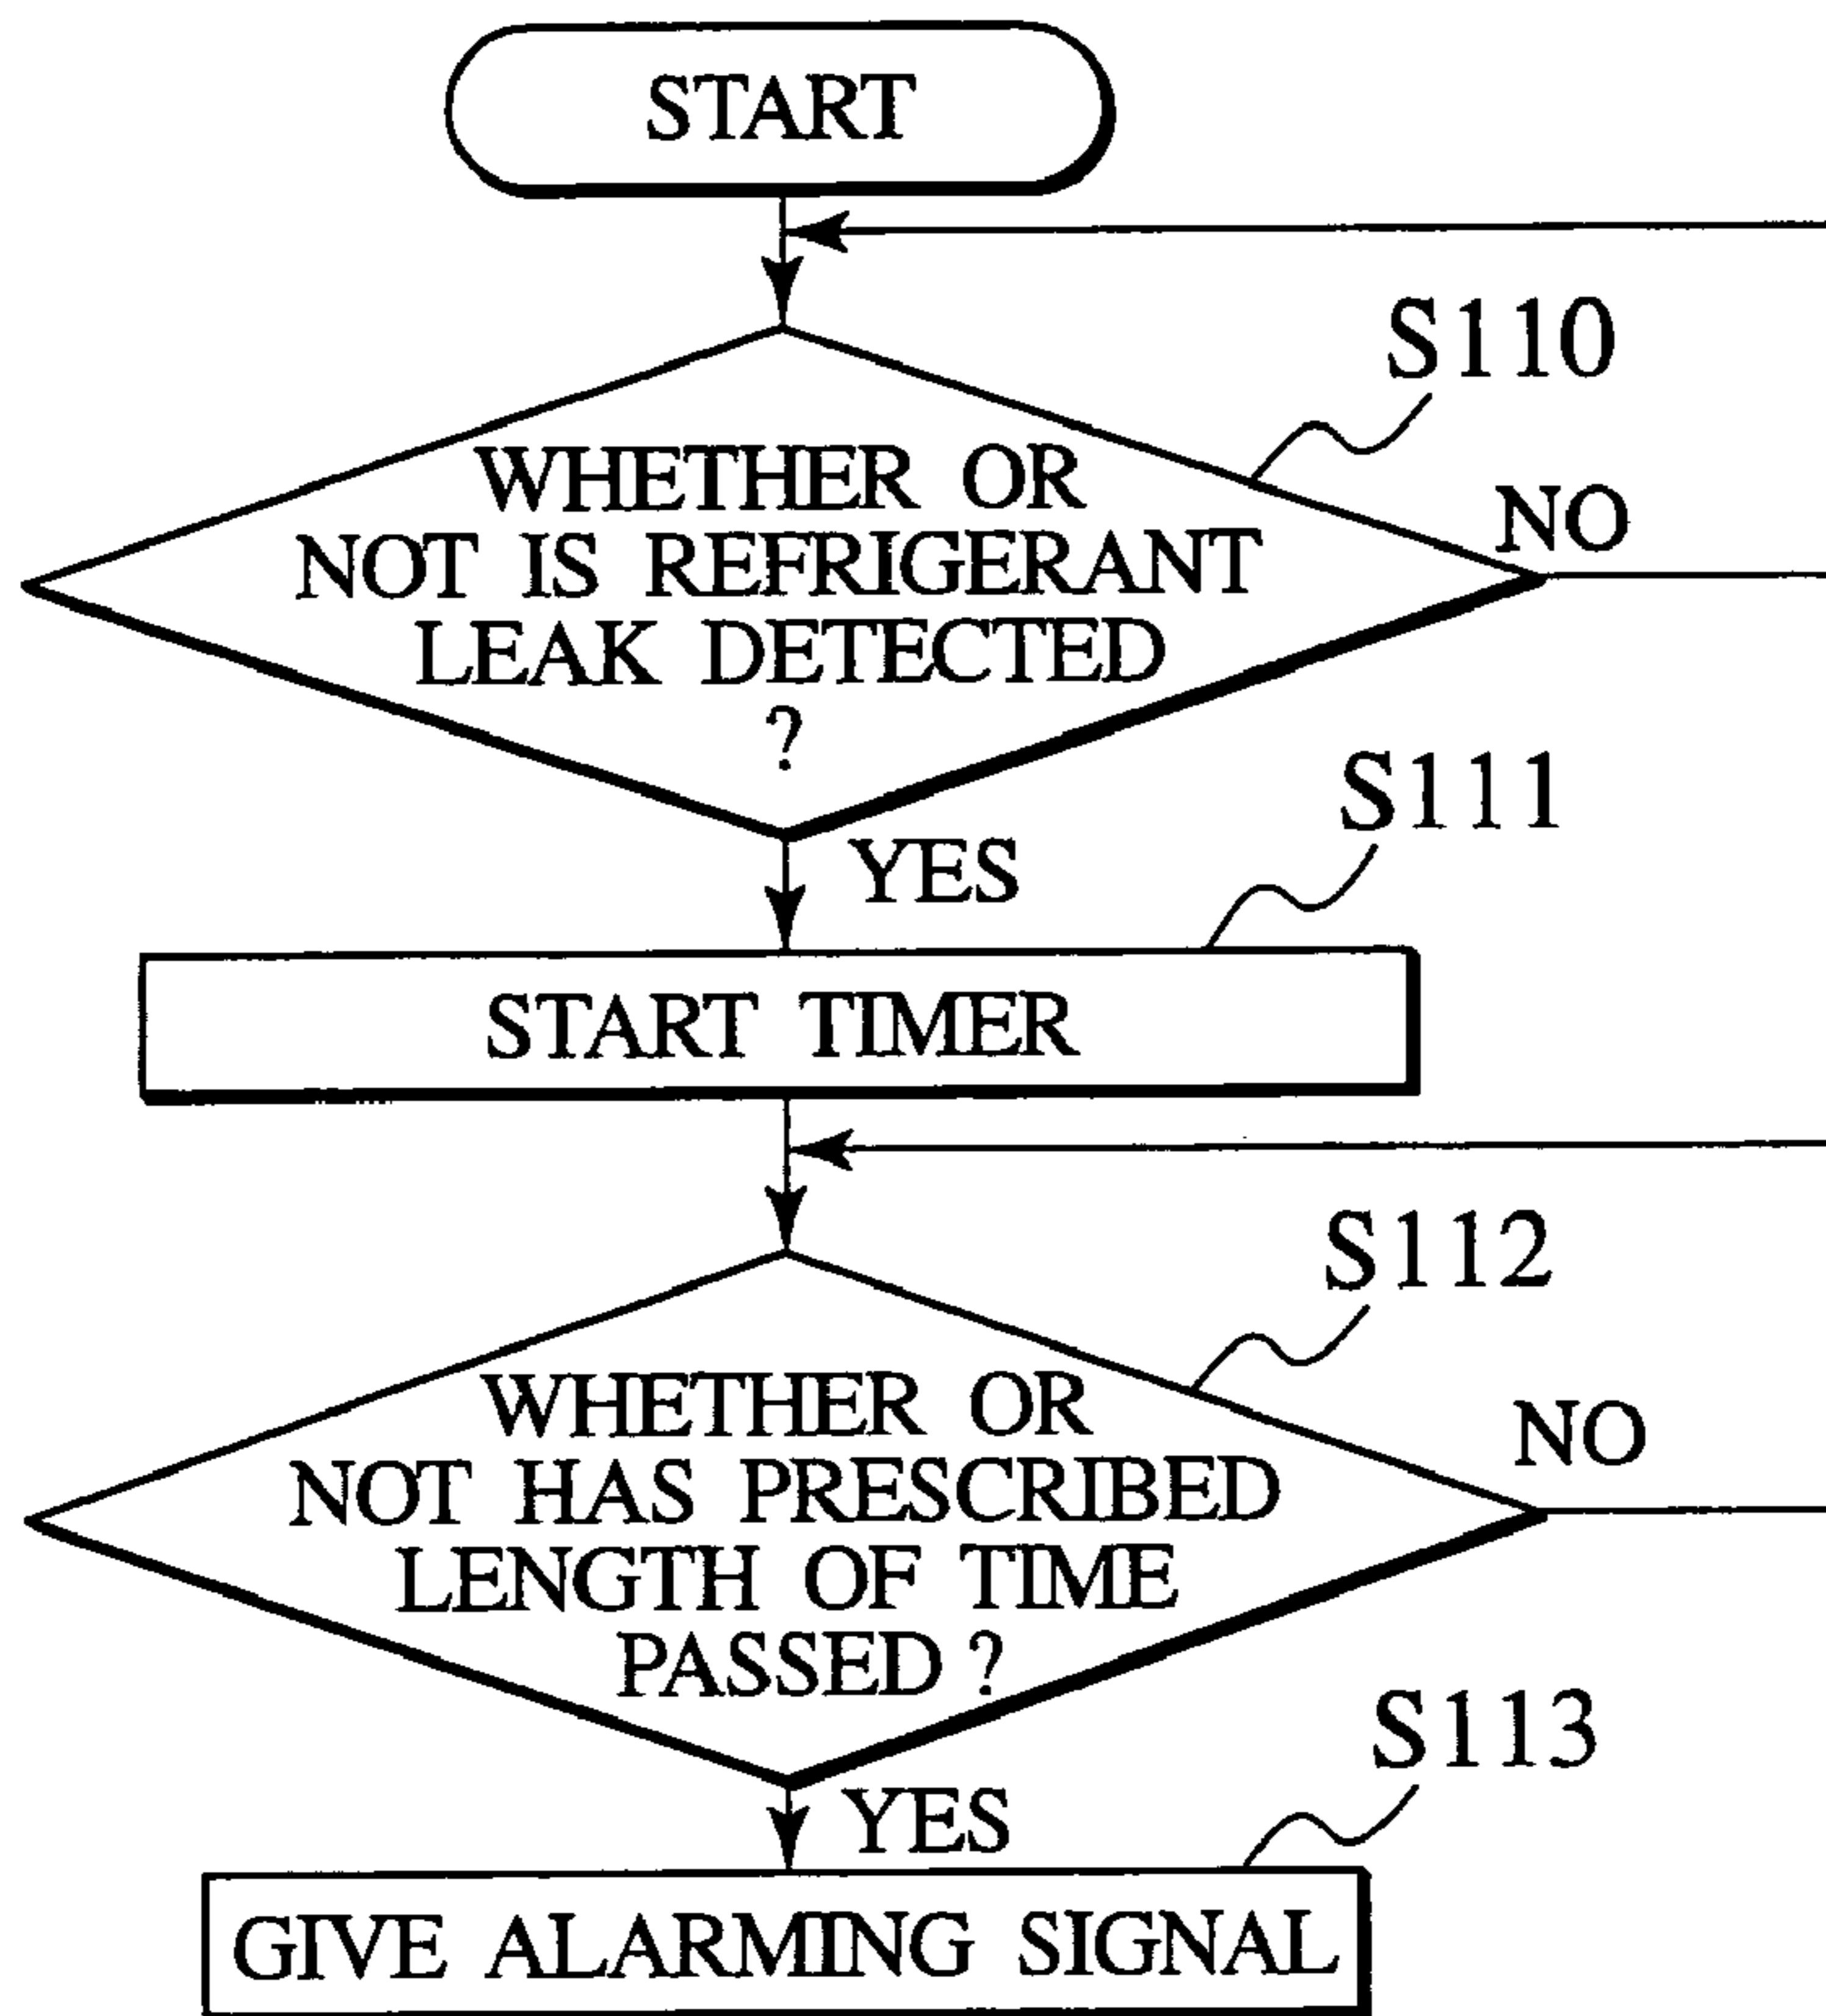 START
S110
WHETHER OR
NOT IS REFRIGERANT
LEAK DETECTED
?
NO
YES
S111
START TIMER
S112
WHETHER OR
NOT HAS PRESCRIBED
LENGTH OF TIME
PASSED ?
NO
YES
S113
GIVE ALARMING SIGNAL